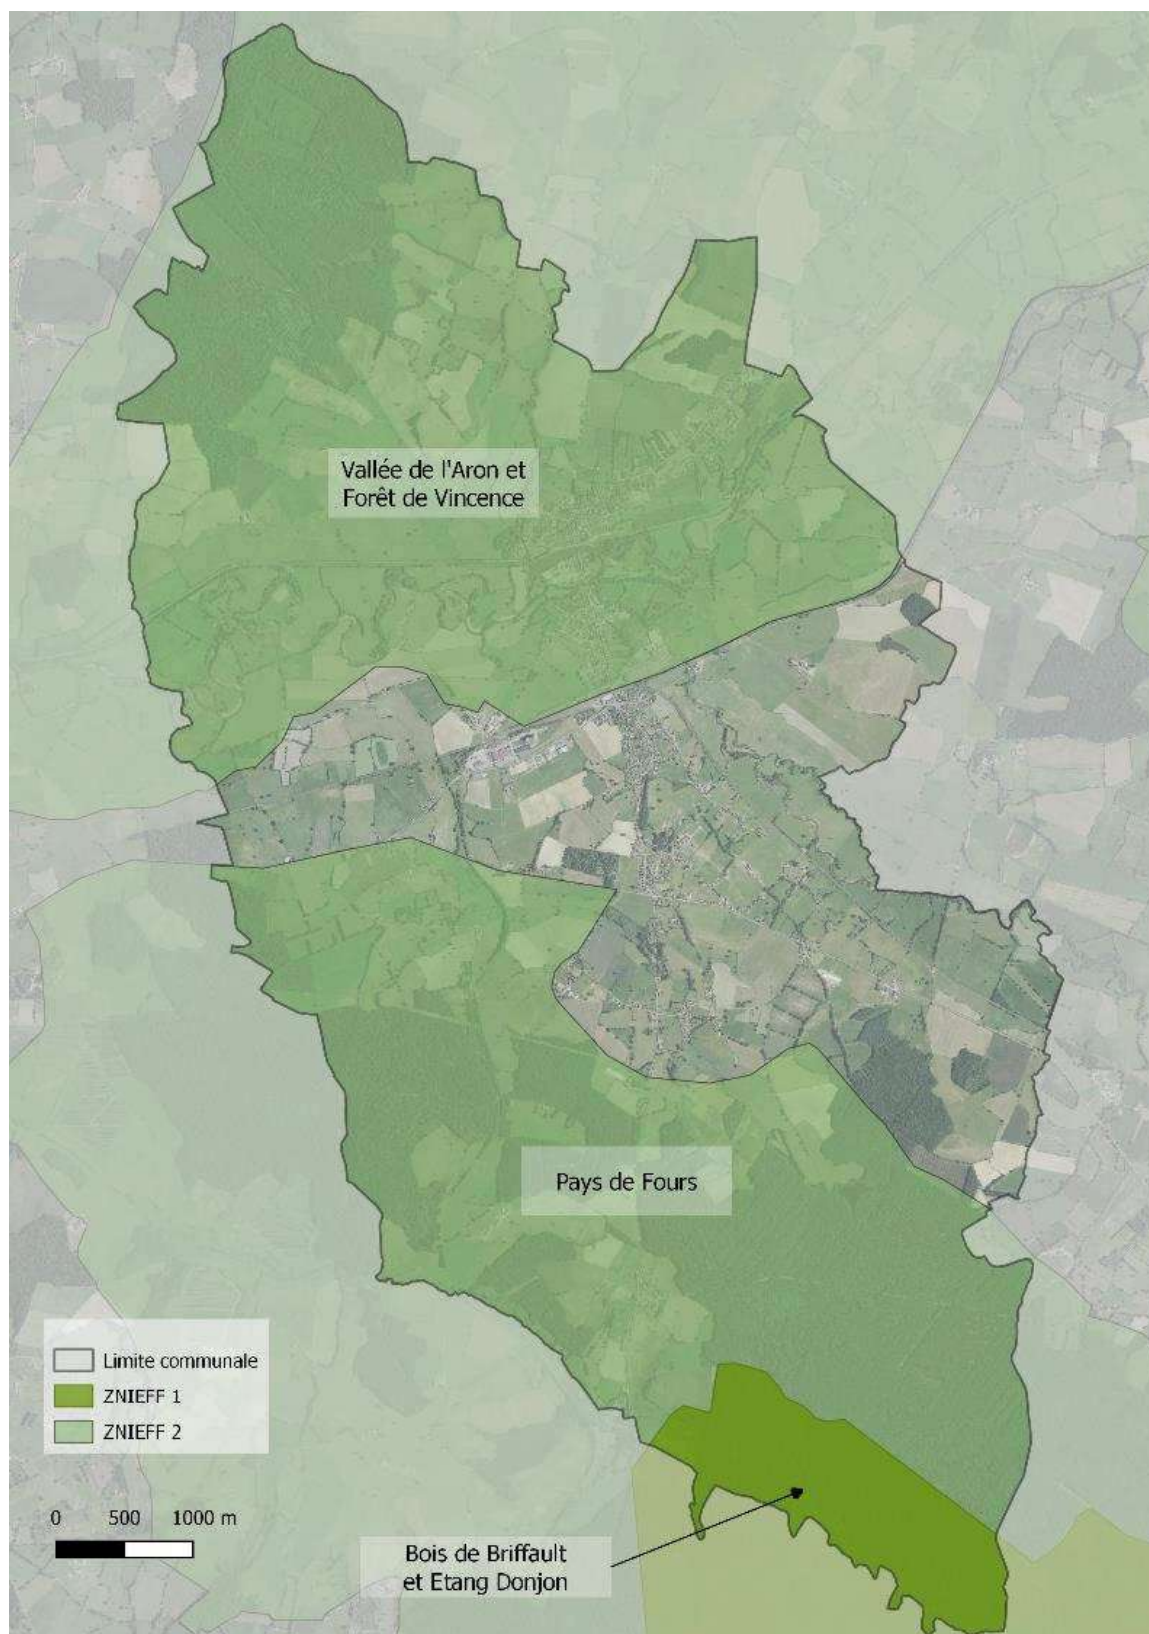 Vallée de l'Aron et
Forêt de Vincence
Pays de Fours
Limite communale
ZNIEFF 1
ZNIEFF 2
0 500 1000 m
Bois de Briffault
et Etang Donjon